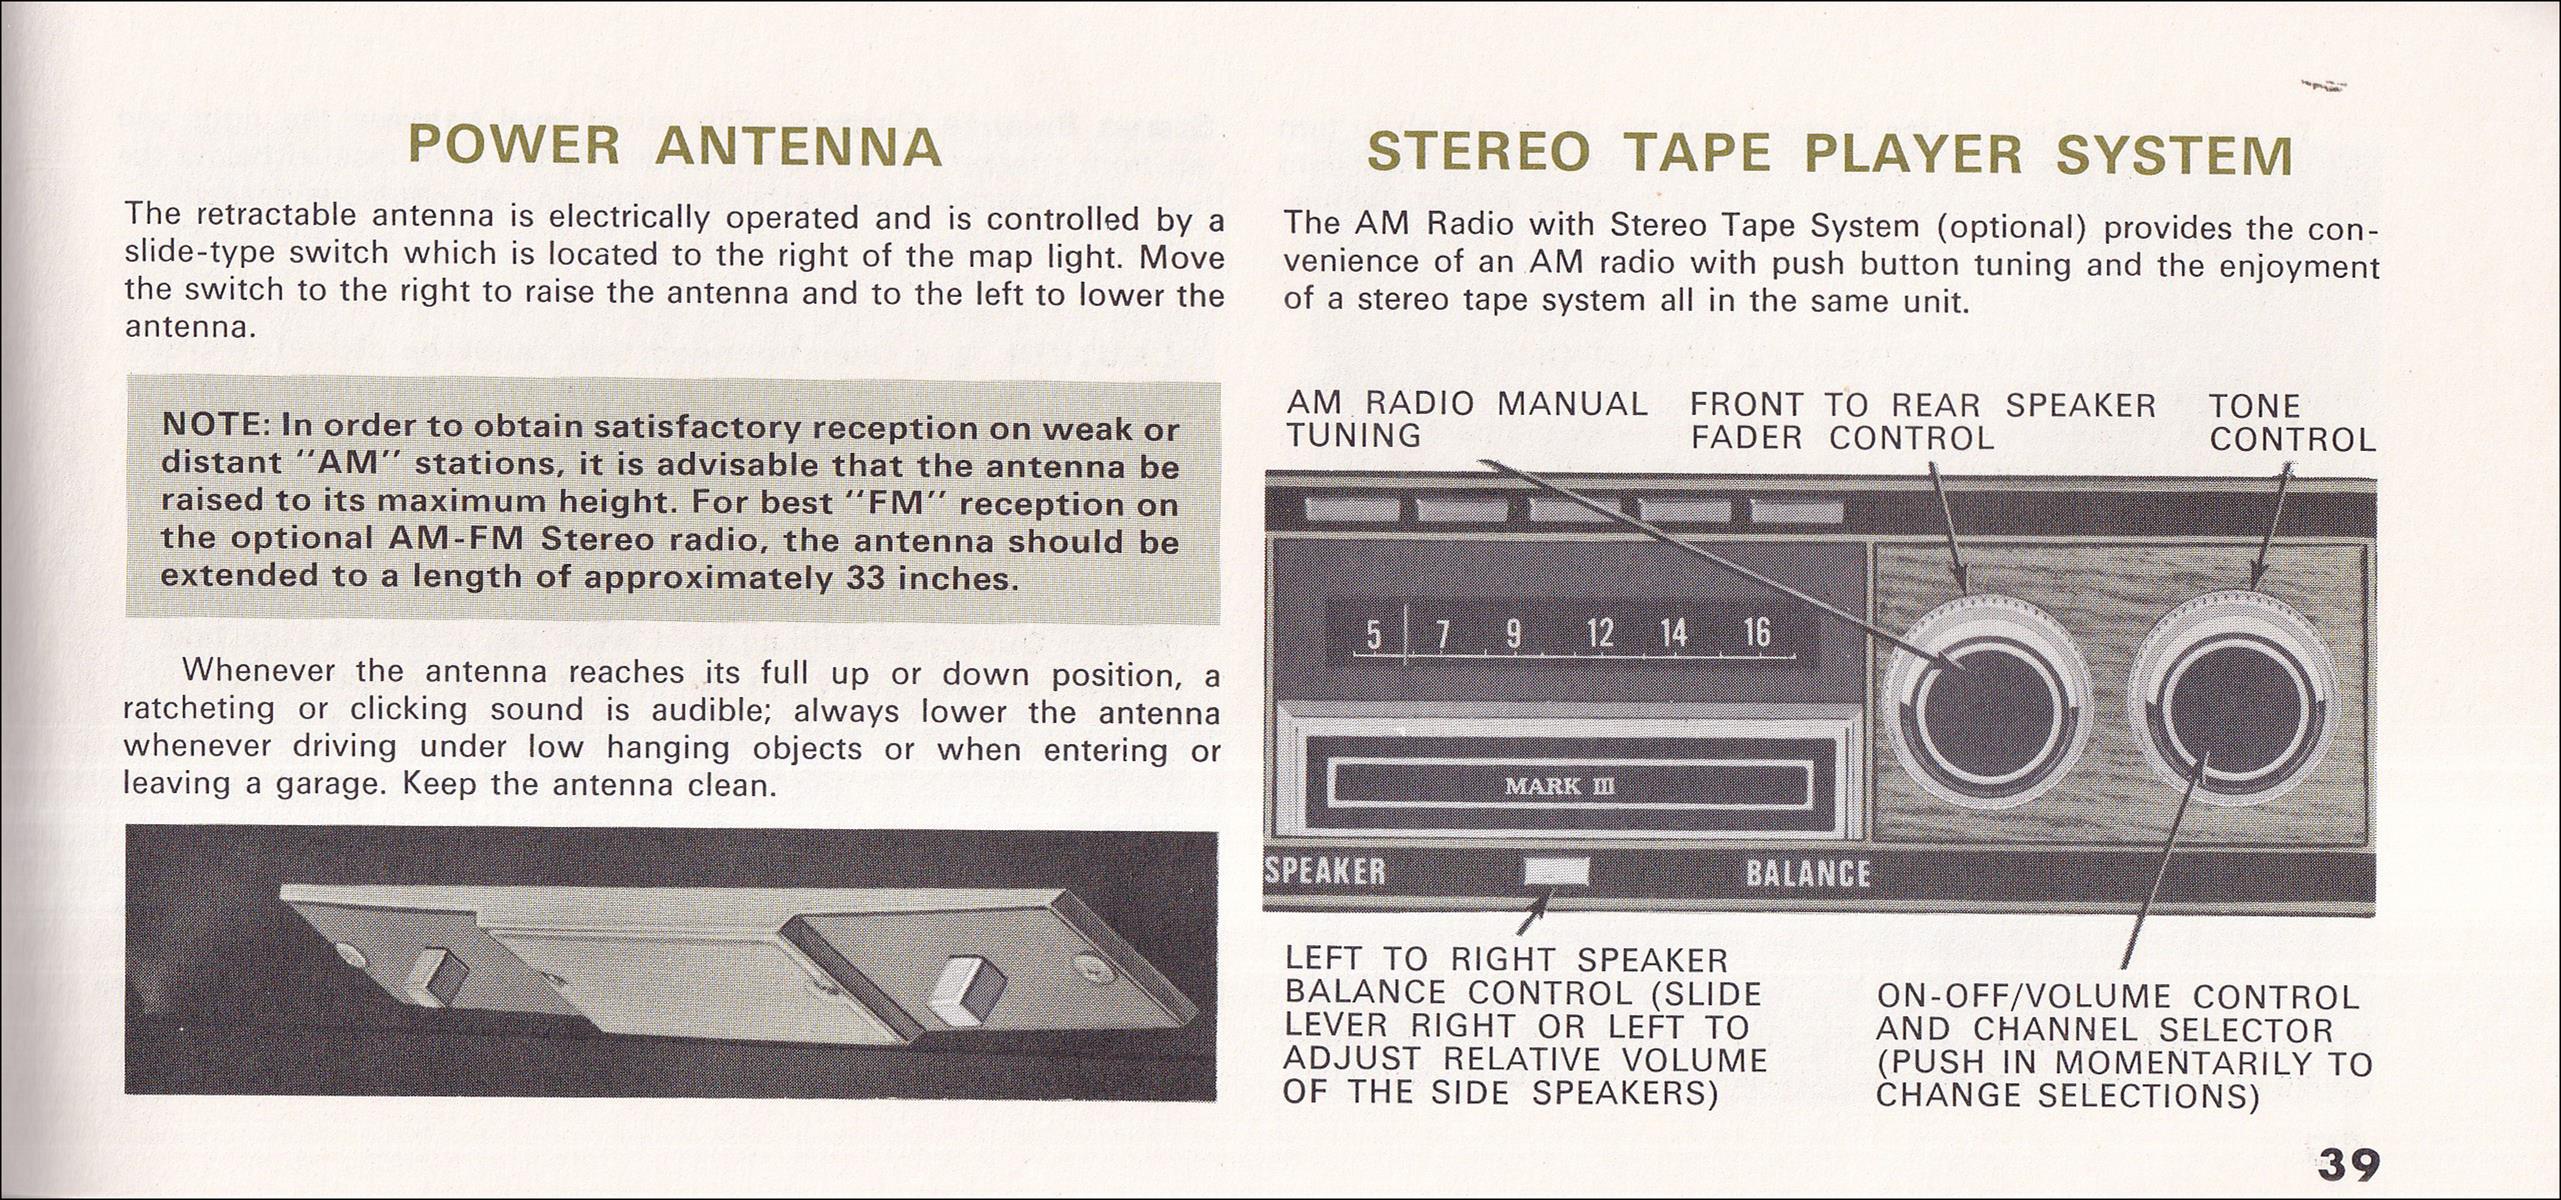 POWER ANTENNA
The retractable antenna is electrically operated and is controlled by a
slide-type switch which is located to the right of the map light. Move
the switch to the right to raise the antenna and to the left to lower the
antenna.
NOTE: In order to obtain satisfactory reception on weak or
distant "AM" stations, it is advisable that the antenna be
raised to its maximum height. For best "FM" reception on
the optional AM-FM Stereo radio, the antenna should be
extended to a length of approximately 33 inches.
Whenever the antenna reaches its full up or down position, a
ratcheting or clicking sound is audible; always lower the antenna
whenever driving under low hanging objects or when entering or
leaving a garage. Keep the antenna clean.
STEREO TAPE PLAYER SYSTEM
The AM Radio with Stereo Tape System (optional) provides the con-
venience of an AM radio with push button tuning and the enjoyment
of a stereo tape system all in the same unit.
AM RADIO MANUAL
TUNING
FRONT TO REAR SPEAKER
FADER CONTROL
TONE
CONTROL
5 7 9 12 14 16
MARK III
SPEAKER BALANCE
LEFT TO RIGHT SPEAKER
BALANCE CONTROL (SLIDE
LEVER RIGHT OR LEFT TO
ADJUST RELATIVE VOLUME
OF THE SIDE SPEAKERS)
ON-OFF/VOLUME CONTROL
AND CHANNEL SELECTOR
(PUSH IN MOMENTARILY TO
CHANGE SELECTIONS)
39